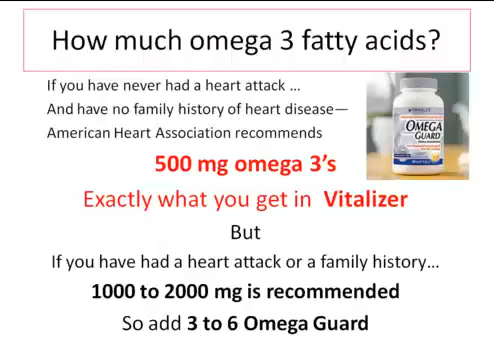 How much omega 3 fatty acids?
If you have never had a heart attack ...
And have no family history of heart disease—
American Heart Association recommends
OMEGA
GUARD
500 mg omega 3’s
Exactly what you get in Vitalizer
But
If you have had a heart attack or a family history...
1000 to 2000 mg is recommended
So add 3 to 6 Omega Guard